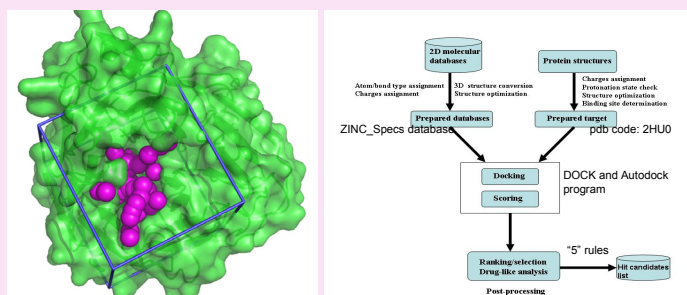 2D molecular
databases
Protein structures
Atom/bond type assignment
Charges assignment
3D structure conversion
Structure optimization
Charges assignment
Protonation state check
Structure optimization
Binding site determination
Prepared databases
Prepared target
ZINC_Specs database
pdb code: 2HU0
Docking
Scoring
DOCK and Autodock
program
Ranking/selection
Drug-like analysis
"5" rules
Hit candidates
list
Post-processing